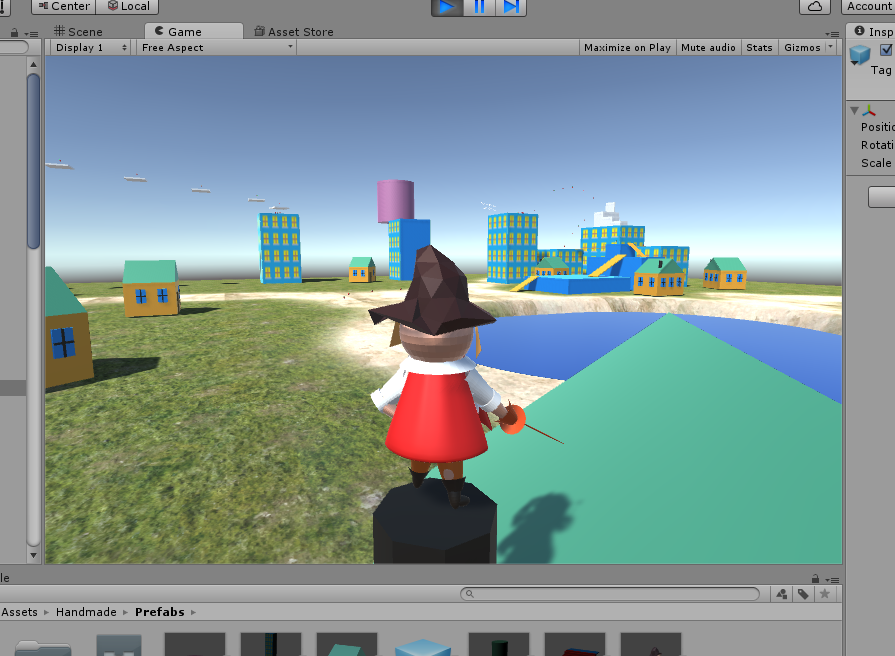 Center Local Account
Scene Game Asset Store Insp
Display 1 Free Aspect Maximize on Play Mute audio Stats Gizmos
Tag
Positic
Rotati
Scale
le
Assets Handmade Prefabs